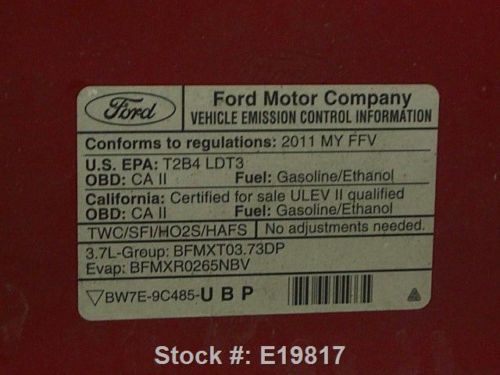 Ford
Ford Motor Company
VEHICLE EMISSION CONTROL INFORMATION
Conforms to regulations: 2011 MY FFV
U.S. EPA: T2B4 LDT3
OBD: CA II Fuel: Gasoline/Ethanol
California: Certified for sale ULEV II qualified
OBD: CA II Fuel: Gasoline/Ethanol
TWC/SFI/HO2S/HAFS No adjustments needed.
3.7L-Group: BFMXT03.73DP
Evap: BFMXR0265NBV
BW7E-9C485-UBP
Stock #: E19817